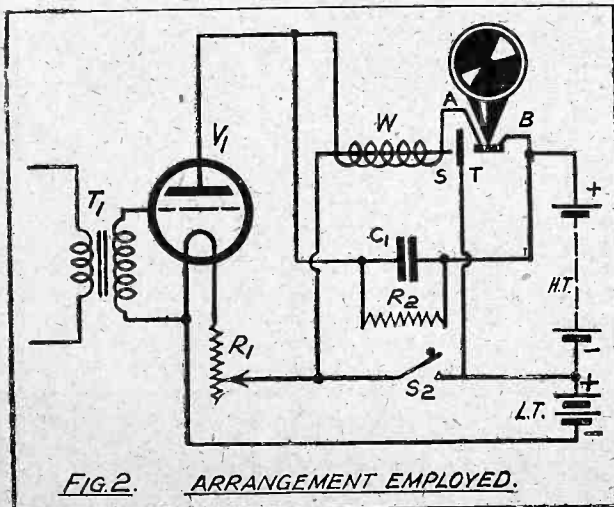 A
B
V1
W
S
T
+
T1
C1
H.T.
R2
R1
-
S2
+
L.T.
-
FIG.2. ARRANGEMENT EMPLOYED.